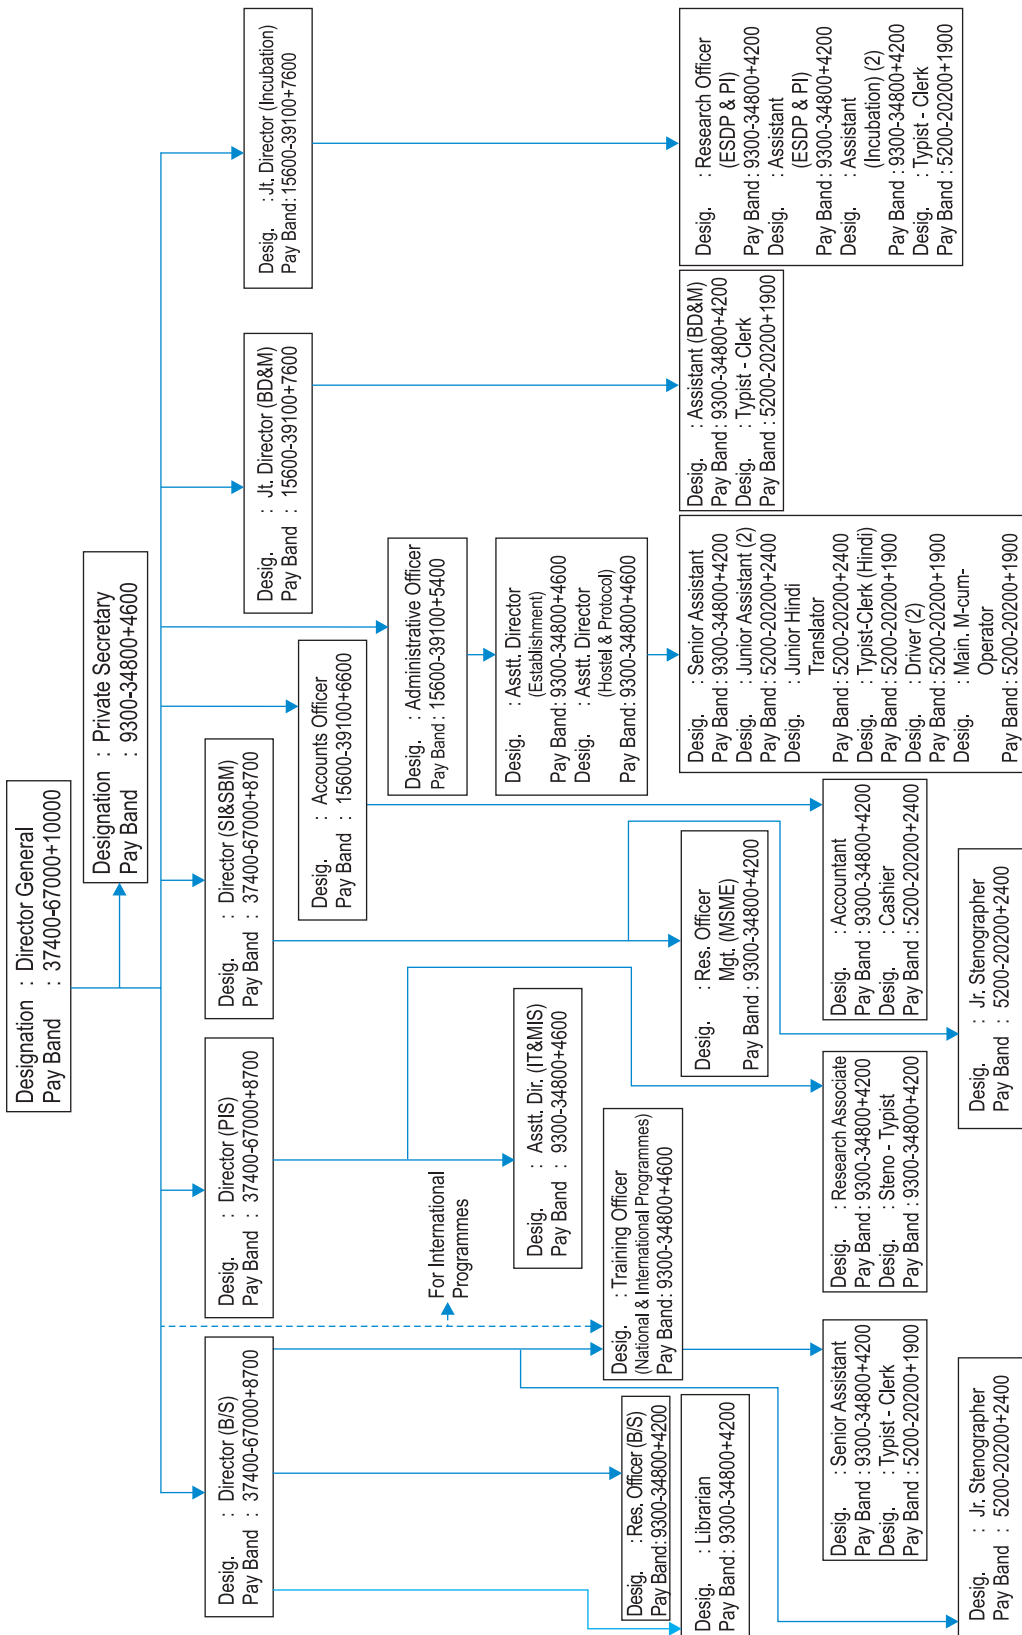 Designation : Director General
Pay Band : 37400-67000+10000
Designation : Private Secretary
Pay Band : 9300-34800+4600
Desig. : Director (B/S)
Pay Band : 37400-67000+8700
Desig. : Director (PIS)
Pay Band : 37400-67000+8700
Desig. : Director (SI&SBM)
Pay Band : 37400-67000+8700
Desig. : Jt. Director (BD&M)
Pay Band : 15600-39100+7600
Desig. : Jt. Director (Incubation)
Pay Band: 15600-39100+7600
Desig. : Accounts Officer
Pay Band : 15600-39100+6600
Desig. : Administrative Officer
Pay Band : 15600-39100+5400
For International
Programmes
Desig. : Asstt. Dir. (IT&MIS)
Pay Band : 9300-34800+4600
Desig. : Asstt. Director
(Establishment)
Pay Band: 9300-34800+4600
Desig. : Asstt. Director
(Hostel & Protocol)
Pay Band: 9300-34800+4600
Desig. : Training Officer
(National & International Programmes)
Pay Band: 9300-34800+4600
Desig. : Res. Officer (B/S)
Pay Band: 9300-34800+4200
Desig. : Librarian
Pay Band : 9300-34800+4200
Desig. : Res. Officer
Mgt. (MSME)
Pay Band : 9300-34800+4200
Desig. : Senior Assistant
Pay Band : 9300-34800+4200
Desig. : Junior Assistant (2)
Pay Band : 5200-20200+2400
Desig. : Junior Hindi
Translator
Pay Band : 5200-20200+2400
Desig. : Typist-Clerk (Hindi)
Pay Band : 5200-20200+1900
Desig. : Driver (2)
Pay Band : 5200-20200+1900
Desig. : Main. M-cum-
Operator
Pay Band : 5200-20200+1900
Desig. : Assistant (BD&M)
Pay Band : 9300-34800+4200
Desig. : Typist - Clerk
Pay Band : 5200-20200+1900
Desig. : Research Officer
(ESDP & PI)
Pay Band : 9300-34800+4200
Desig. : Assistant
(ESDP & PI)
Pay Band : 9300-34800+4200
Desig. : Assistant
(Incubation) (2)
Pay Band : 9300-34800+4200
Desig. : Typist - Clerk
Pay Band : 5200-20200+1900
Desig. : Senior Assistant
Pay Band : 9300-34800+4200
Desig. : Typist - Clerk
Pay Band : 5200-20200+1900
Desig. : Research Associate
Pay Band : 9300-34800+4200
Desig. : Steno - Typist
Pay Band : 9300-34800+4200
Desig. : Accountant
Pay Band : 9300-34800+4200
Desig. : Cashier
Pay Band : 5200-20200+2400
Desig. : Jr. Stenographer
Pay Band : 5200-20200+2400
Desig. : Jr. Stenographer
Pay Band : 5200-20200+2400